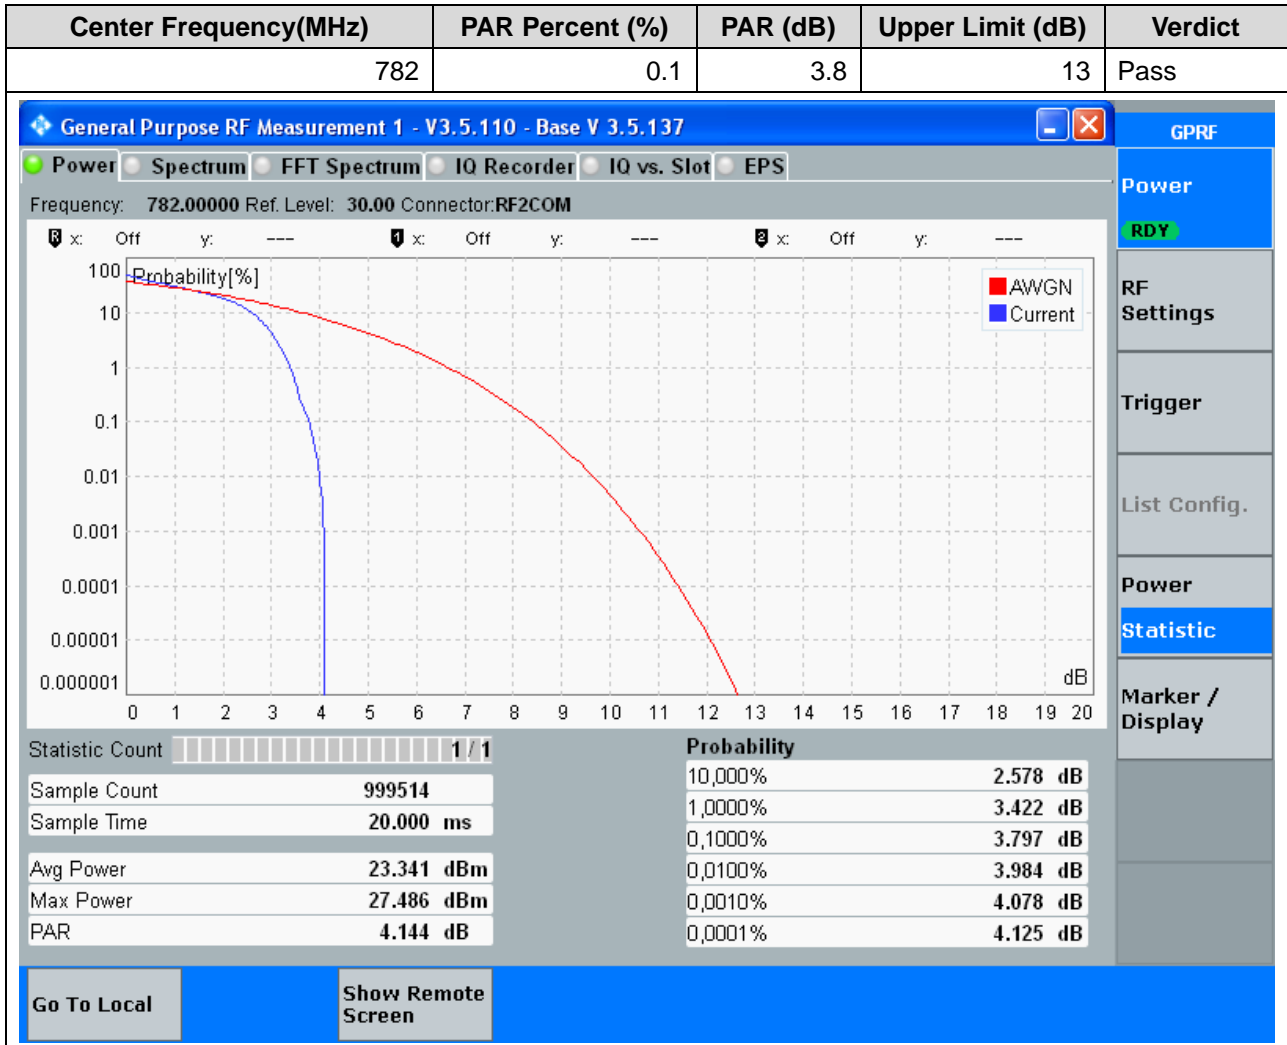 Center Frequency(MHz) PAR Percent (%) PAR (dB) Upper Limit (dB) Verdict
782 0.1 3.8 13 Pass
General Purpose RF Measurement 1 - V3.5.110 - Base V 3.5.137
GPRF
Power Spectrum FFT Spectrum IQ Recorder IQ vs. Slot EPS
Power
RDY
Frequency: 782.00000 Ref. Level: 30.00 Connector:RF2COM
R x: Off y: --- 1 x: Off y: --- 2 x: Off y: ---
Probability[%]
AWGN
Current
100
10
1
0.1
0.01
0.001
0.0001
0.00001
0.000001
dB
0 1 2 3 4 5 6 7 8 9 10 11 12 13 14 15 16 17 18 19 20
RF
Settings
Trigger
List Config.
Power
Statistic
Marker /
Display
Statistic Count 1 / 1
Sample Count 999514
Sample Time 20.000 ms
Avg Power 23.341 dBm
Max Power 27.486 dBm
PAR 4.144 dB
Probability
10,000% 2.578 dB
1,0000% 3.422 dB
0,1000% 3.797 dB
0,0100% 3.984 dB
0,0010% 4.078 dB
0,0001% 4.125 dB
Go To Local
Show Remote
Screen